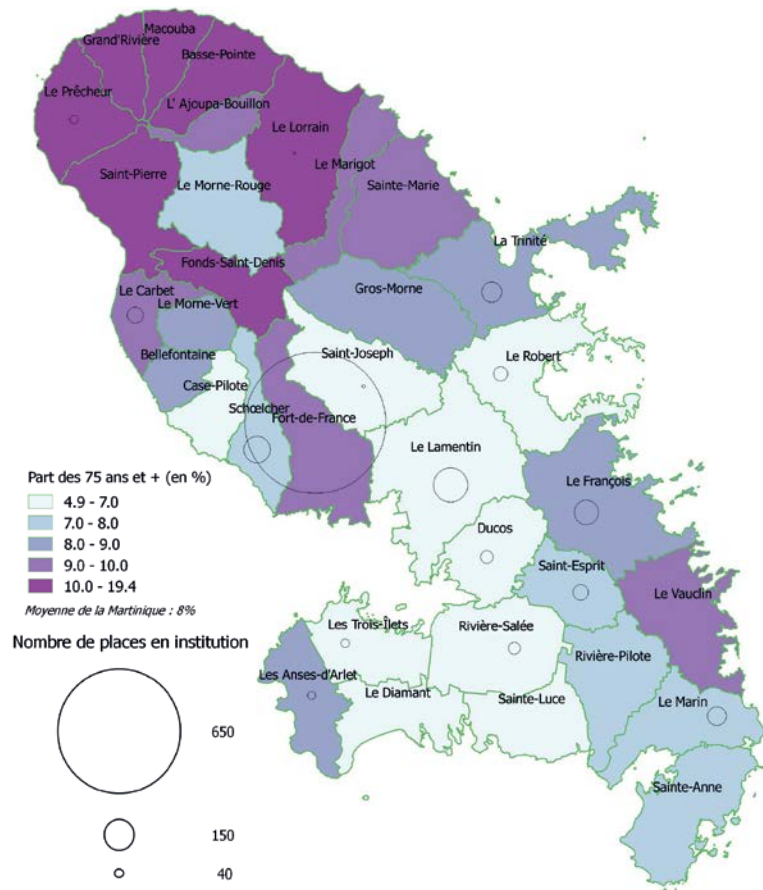 Macouba
Grand'Rivière
Basse-Pointe
Le Prêcheur
L' Ajoupa-Bouillon
Le Lorrain
Le Marigot
Saint-Pierre
Le Morne-Rouge
Sainte-Marie
La Trinité
Fonds-Saint-Denis
Le Carbet
Le Morne-Vert
Gros-Morne
Bellefontaine
Saint-Joseph
Le Robert
Case-Pilote
Schœlcher
Fort-de-France
Le Lamentin
Le François
Ducos
Saint-Esprit
Le Vauclin
Les Trois-Îlets
Rivière-Salée
Rivière-Pilote
Les Anses-d'Arlet
Le Diamant
Sainte-Luce
Le Marin
Sainte-Anne
Part des 75 ans et + (en %)
4.9 - 7.0
7.0 - 8.0
8.0 - 9.0
9.0 - 10.0
10.0 - 19.4
Moyenne de la Martinique : 8%
Nombre de places en institution
650
150
40